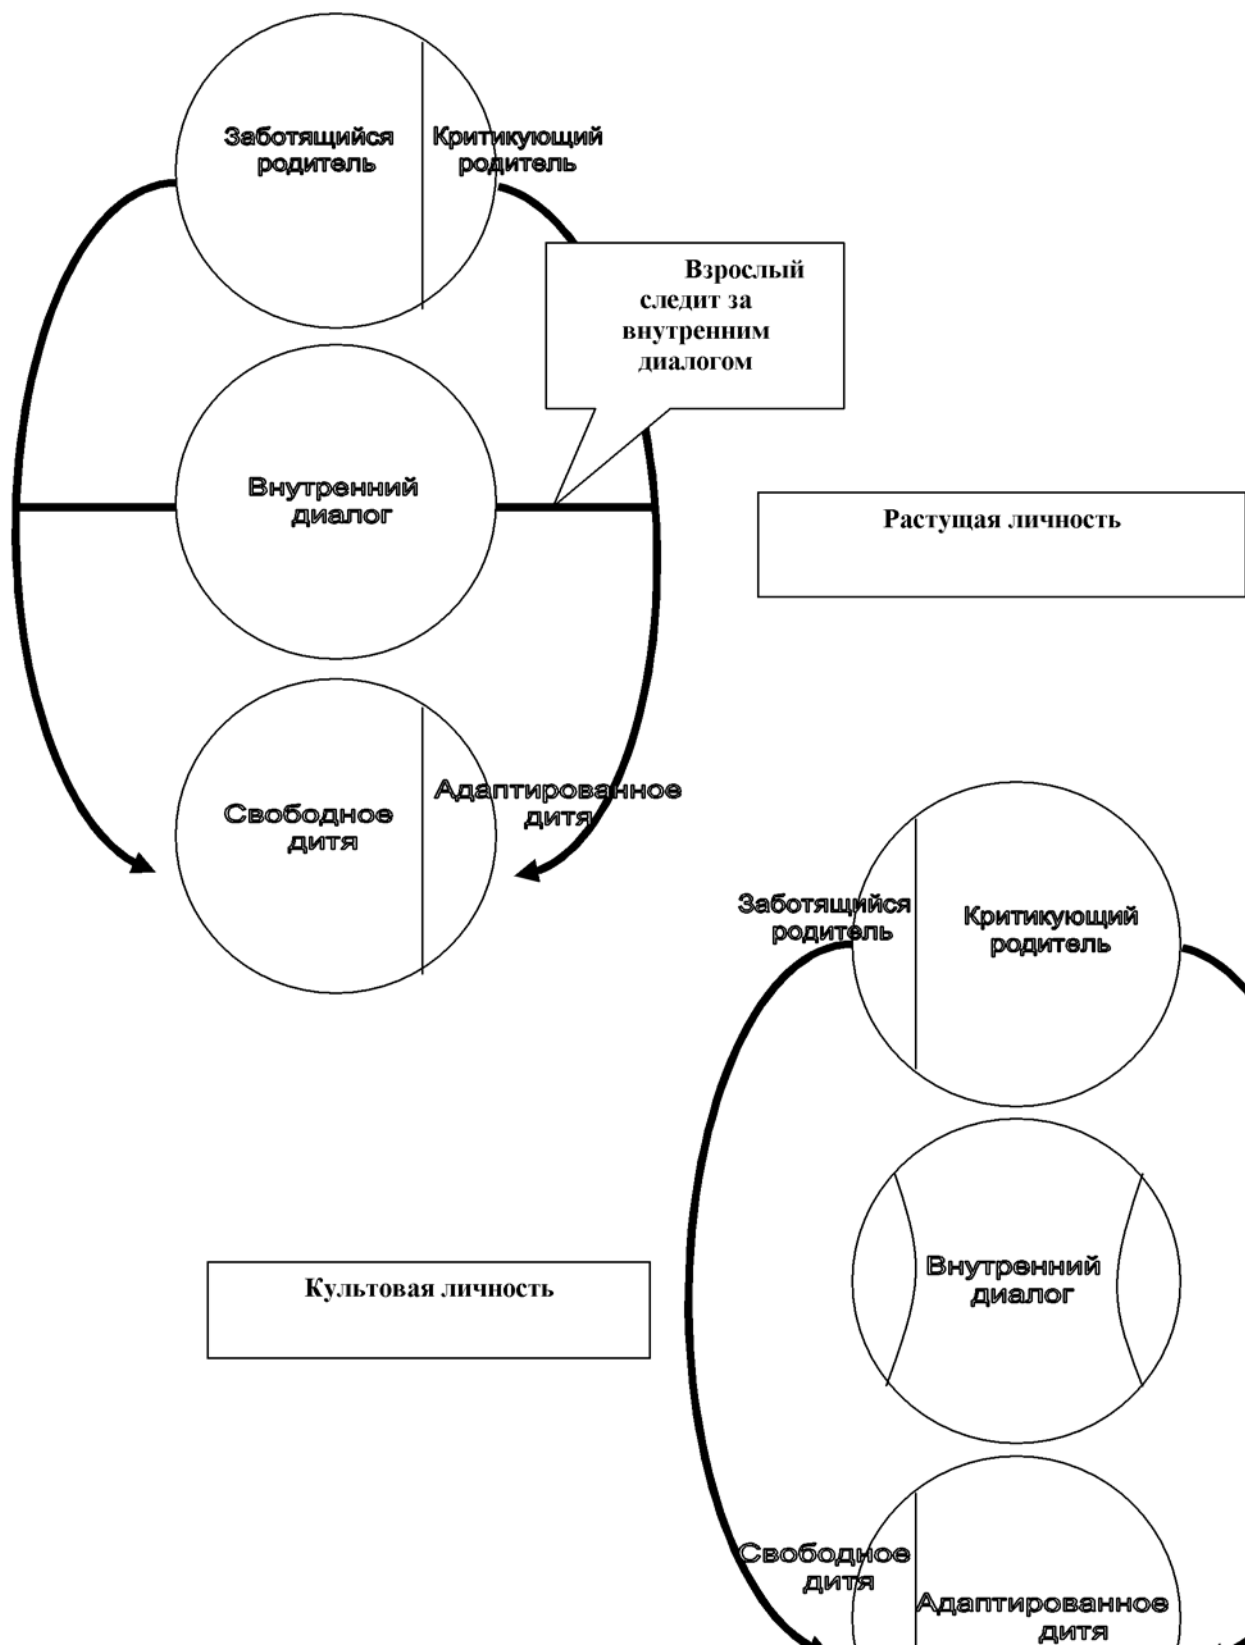 Заботящийся
родитель
Критикующий
родитель
Взрослый
следит за
внутренним
диалогом
Внутренний
диалог
Растущая личность
Свободное
дитя
Адаптированное
дитя
Заботящийся
родитель
Критикующий
родитель
Культовая личность
Внутренний
диалог
Свободное
дитя
Адаптированное
дитя